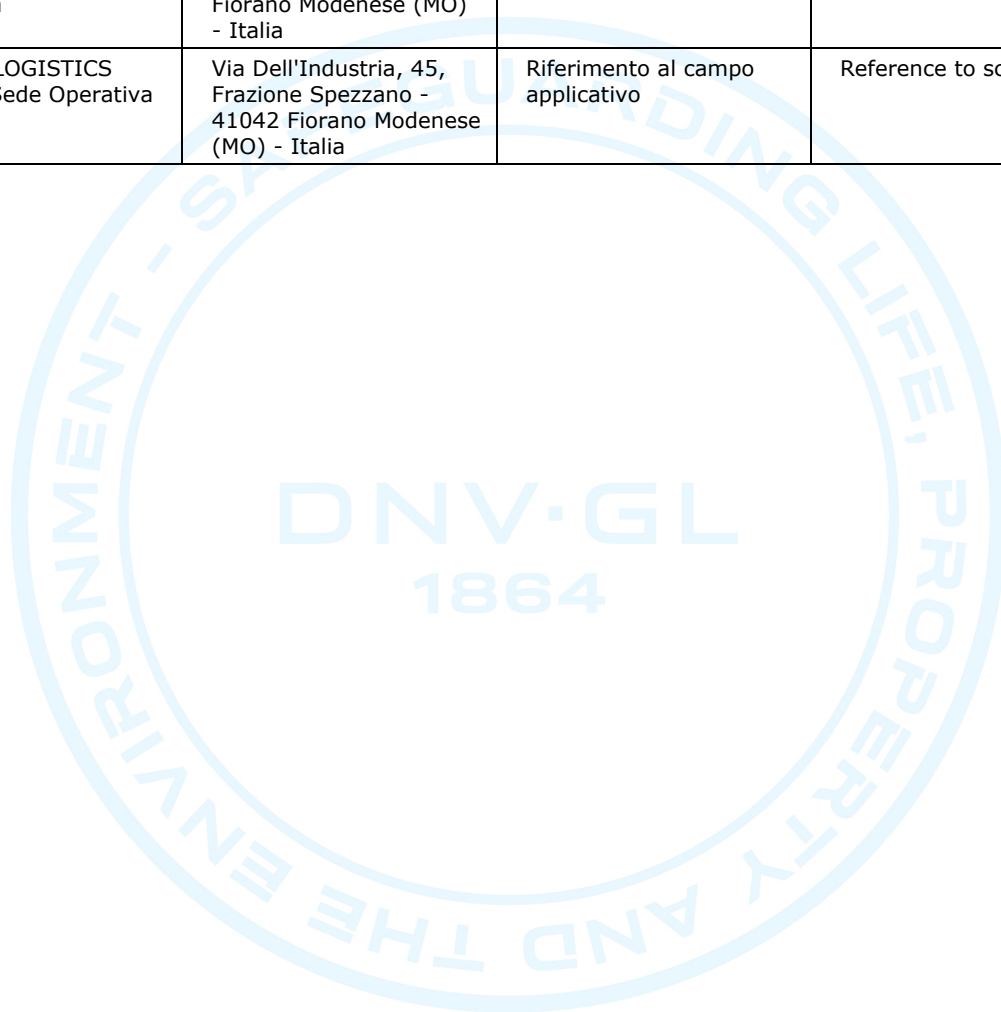 Fiorano Modenese (MO)
- Italia
LOGISTICS
Sede Operativa
Via Dell'Industria, 45,
Frazione Spezzano -
41042 Fiorano Modenese
(MO) - Italia
Riferimento al campo
applicativo
Reference to
SAFEGUARDING LIFE, PROPERTY AND THE ENVIRONMENT -
DNV·GL
1864